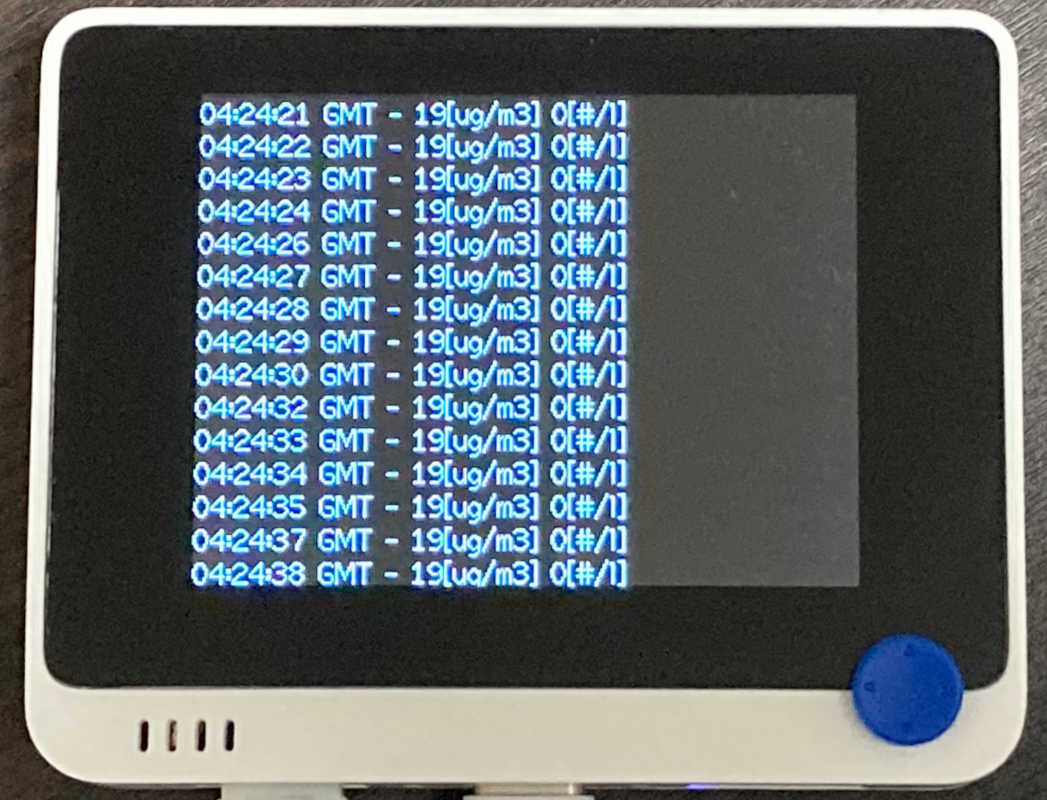 04:24:21 GMT - 19[ug/m3] 0[#/l]
04:24:22 GMT - 19[ug/m3] 0[#/l]
04:24:23 GMT - 19[ug/m3] 0[#/l]
04:24:24 GMT - 19[ug/m3] 0[#/l]
04:24:26 GMT - 19[ug/m3] 0[#/l]
04:24:27 GMT - 19[ug/m3] 0[#/l]
04:24:28 GMT - 19[ug/m3] 0[#/l]
04:24:29 GMT - 19[ug/m3] 0[#/l]
04:24:30 GMT - 19[ug/m3] 0[#/l]
04:24:32 GMT - 19[ug/m3] 0[#/l]
04:24:33 GMT - 19[ug/m3] 0[#/l]
04:24:34 GMT - 19[ug/m3] 0[#/l]
04:24:35 GMT - 19[ug/m3] 0[#/l]
04:24:37 GMT - 19[ug/m3] 0[#/l]
04:24:38 GMT - 19[ug/m3] 0[#/l]